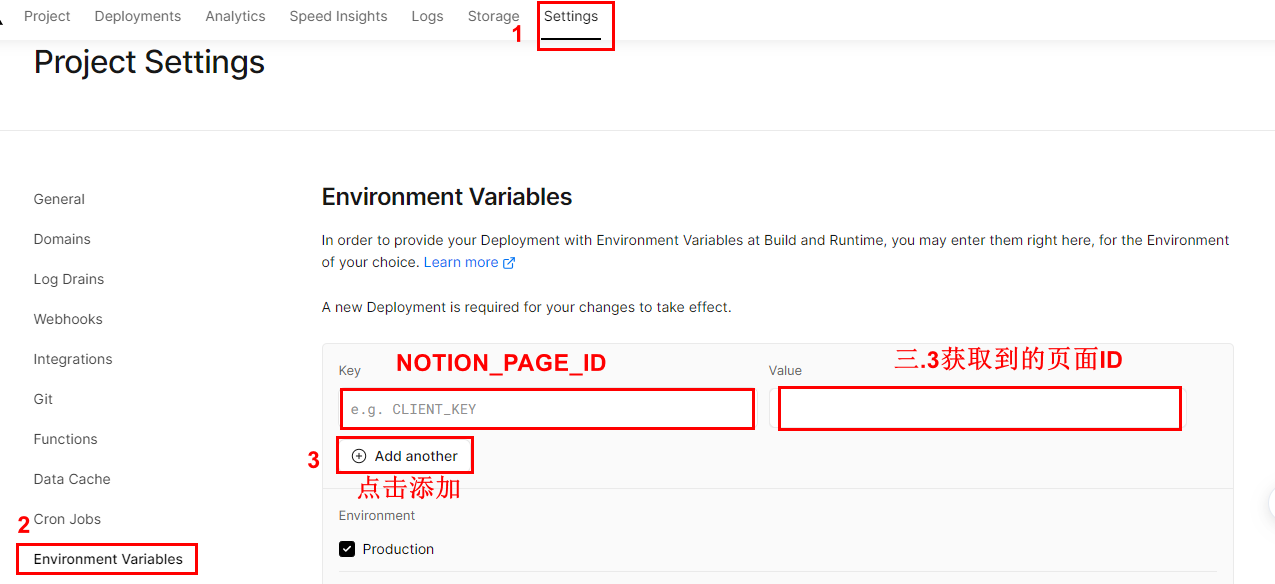 Project Deployments Analytics Speed Insights Logs Storage Settings
1
Project Settings
General
Domains
Log Drains
Webhooks
Integrations
Git
Functions
Data Cache
Cron Jobs
2
Environment Variables
Environment Variables
In order to provide your Deployment with Environment Variables at Build and Runtime, you may enter them right here, for the Environment
of your choice. Learn more
A new Deployment is required for your changes to take effect.
Key NOTION_PAGE_ID Value 三.3获取到的页面ID
e.g. CLIENT_KEY
3 Add another
点击添加
Environment
Production